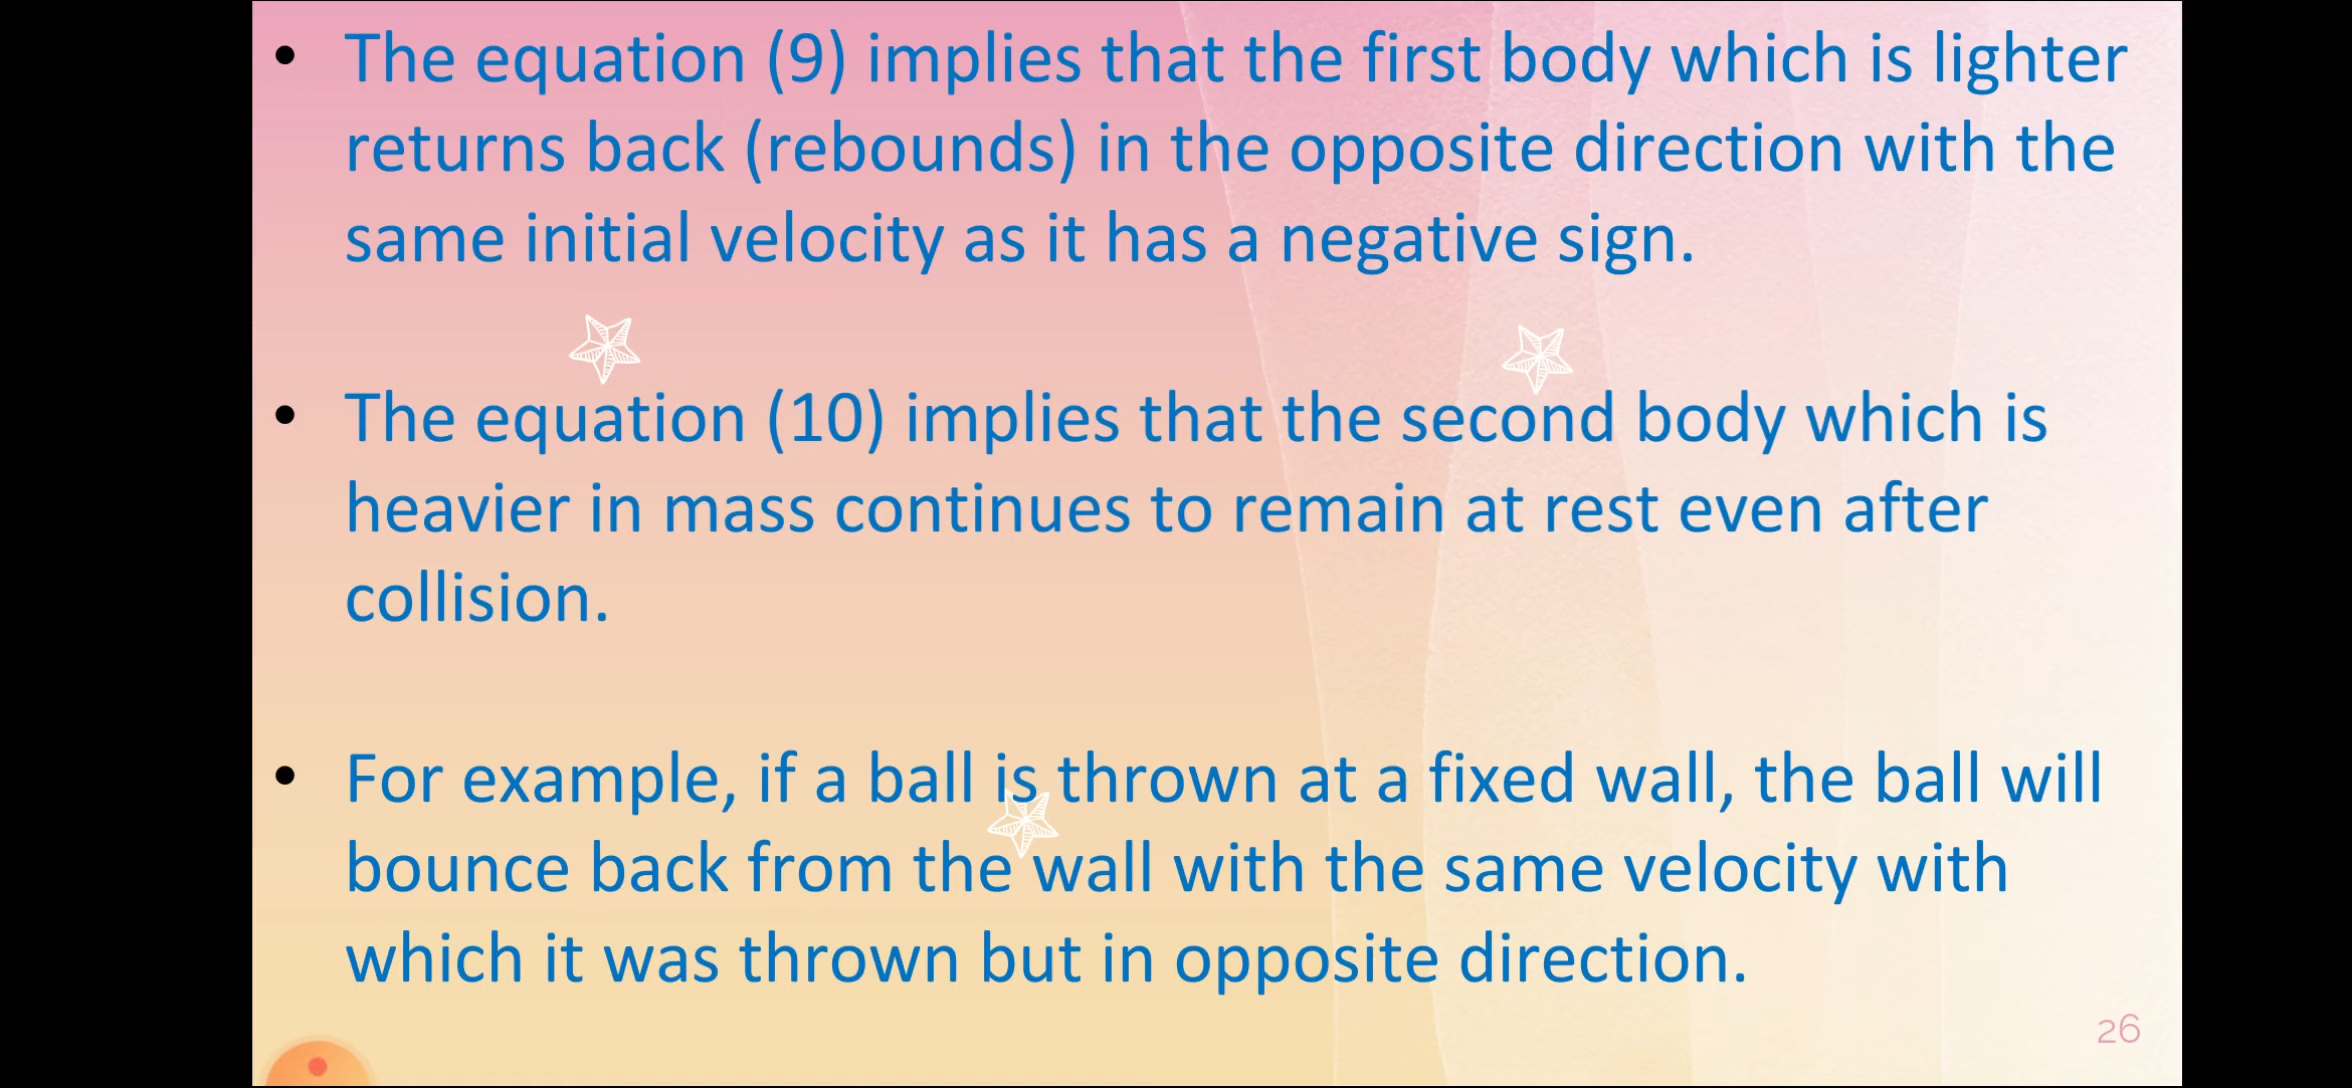 • The equation (9) implies that the first body which is lighter
returns back (rebounds) in the opposite direction with the
same initial velocity as it has a negative sign.
• The equation (10) implies that the second body which is
heavier in mass continues to remain at rest even after
collision.
• For example, if a ball is thrown at a fixed wall, the ball will
bounce back from the wall with the same velocity with
which it was thrown but in opposite direction.
26